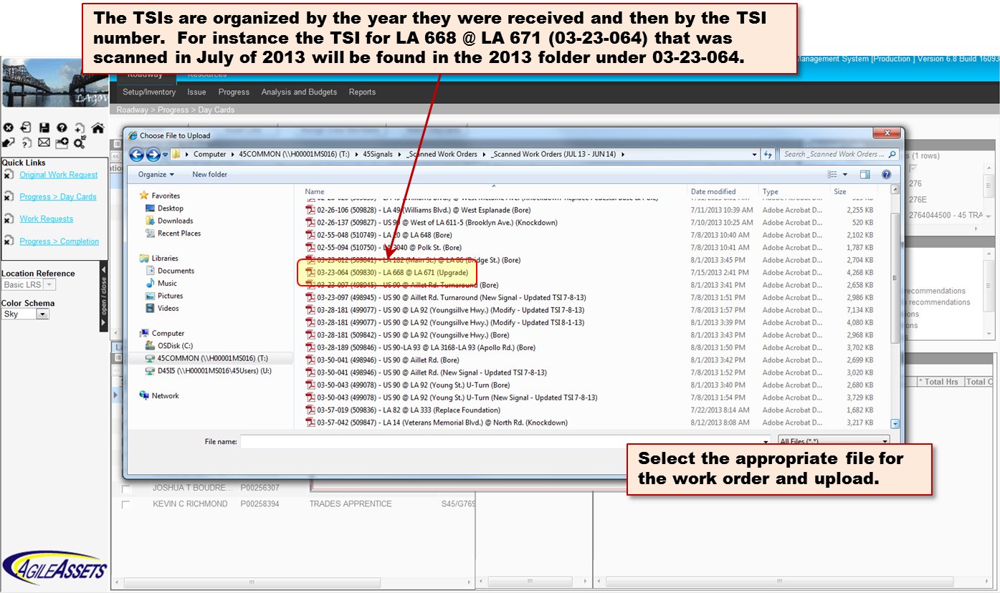 The TSIs are organized by the year they were received and then by the TSI
number.  For instance the TSI for LA 668 @ LA 671 (03-23-064) that was
scanned in July of 2013 will be found in the 2013 folder under 03-23-064.
Management System [Production ] Version 6.8 Build 16093
Roadway Resources
Setup/Inventory Issue Progress Analysis and Budgets Reports
Roadway > Progress > Day Cards
LAGOV
Quick Links
Original Work Request
Progress > Day Cards
Work Requests
Progress > Completion
Location Reference
Basic LRS
Color Schema
Sky
open / close
AGILEASSETS
Choose File to Upload
Computer 45COMMON (\\H00001MS016) (T:) 45Signals _Scanned Work Orders _Scanned Work Orders (JUL 13 - JUN 14)
Search _Scanned Work Orders ...
Organize New folder
Favorites
Desktop
Downloads
Recent Places
Libraries
Documents
Music
Pictures
Videos
Computer
OSDisk (C:)
45COMMON (\\H00001MS016) (T:)
D45I5 (\\H00001MS016\45Users) (U:)
Network
Name Date modified Type Size
02-26-106 (509828) - LA 49 (Williams Blvd.) @ West Esplanade (Bore) 7/11/2013 10:39 AM Adobe Acrobat D... 2,255 KB
02-26-137 (509827) - US 90 @ West of LA 611-5 (Brooklyn Ave.) (Knockdown) 7/10/2013 10:25 AM Adobe Acrobat D... 520 KB
02-55-048 (510749) - LA 20 @ LA 648 (Bore) 7/8/2013 10:40 AM Adobe Acrobat D... 2,102 KB
02-55-094 (510750) - LA 3040 @ Polk St. (Bore) 7/8/2013 10:41 AM Adobe Acrobat D... 1,787 KB
03-23-012 (509841) - LA 182 (Main St.) @ LA 86 (Bridge St.) (Bore) 8/1/2013 3:45 PM Adobe Acrobat D... 2,704 KB
03-23-064 (509830) - LA 668 @ LA 671 (Upgrade) 7/15/2013 2:41 PM Adobe Acrobat D... 4,268 KB
03-23-097 (498945) - US 90 @ Aillet Rd. Turnaround (Bore) 8/1/2013 3:41 PM Adobe Acrobat D... 2,658 KB
03-23-097 (498945) - US 90 @ Aillet Rd. Turnaround (New Signal - Updated TSI 7-8-13) 7/8/2013 1:51 PM Adobe Acrobat D... 2,986 KB
03-28-181 (499077) - US 90 @ LA 92 (Youngsillve Hwy.) (Modify - Updated TSI 7-8-13) 7/8/2013 1:57 PM Adobe Acrobat D... 7,134 KB
03-28-181 (499077) - US 90 @ LA 92 (Youngsillve Hwy.) (Modify - Updated TSI 8-1-13) 8/1/2013 3:39 PM Adobe Acrobat D... 4,080 KB
03-28-181 (509842) - US 90 @ LA 92 (Youngsillve Hwy.) (Bore) 8/1/2013 3:43 PM Adobe Acrobat D... 2,968 KB
03-28-189 (509846) - US 90-LA 93 @ LA 3168-LA 93 (Apollo Rd.) (Bore) 8/8/2013 1:50 PM Adobe Acrobat D... 3,702 KB
03-50-041 (498946) - US 90 @ Aillet Rd. (Bore) 8/1/2013 3:42 PM Adobe Acrobat D... 2,699 KB
03-50-041 (498946) - US 90 @ Aillet Rd. (New Signal - Updated TSI 7-8-13) 7/8/2013 1:52 PM Adobe Acrobat D... 3,020 KB
03-50-043 (499078) - US 90 @ LA 92 (Young St.) U-Turn (Bore) 8/1/2013 3:40 PM Adobe Acrobat D... 2,680 KB
03-50-043 (499078) - US 90 @ LA 92 (Young St.) U-Turn (New Signal - Updated TSI 7-8-13) 7/8/2013 1:54 PM Adobe Acrobat D... 3,729 KB
03-57-019 (509836) - LA 82 @ LA 333 (Replace Foundation) 7/22/2013 8:14 AM Adobe Acrobat D... 1,682 KB
03-57-042 (509847) - LA 14 (Veterans Memorial Blvd.) @ North Rd. (Knockdown) 8/12/2013 8:08 AM Adobe Acrobat D... 3,217 KB
File name: All Files (*.*)
s (1 rows)
276
276E
2764044500 - 45 TRA
recommendations
recommendations
ions
ons
* Total Hrs Total C
Select the appropriate file for
the work order and upload.
JOSHUA T BOUDRE... P00256307
KEVIN C RICHMOND P00258394 TRADES APPRENTICE S45/G769